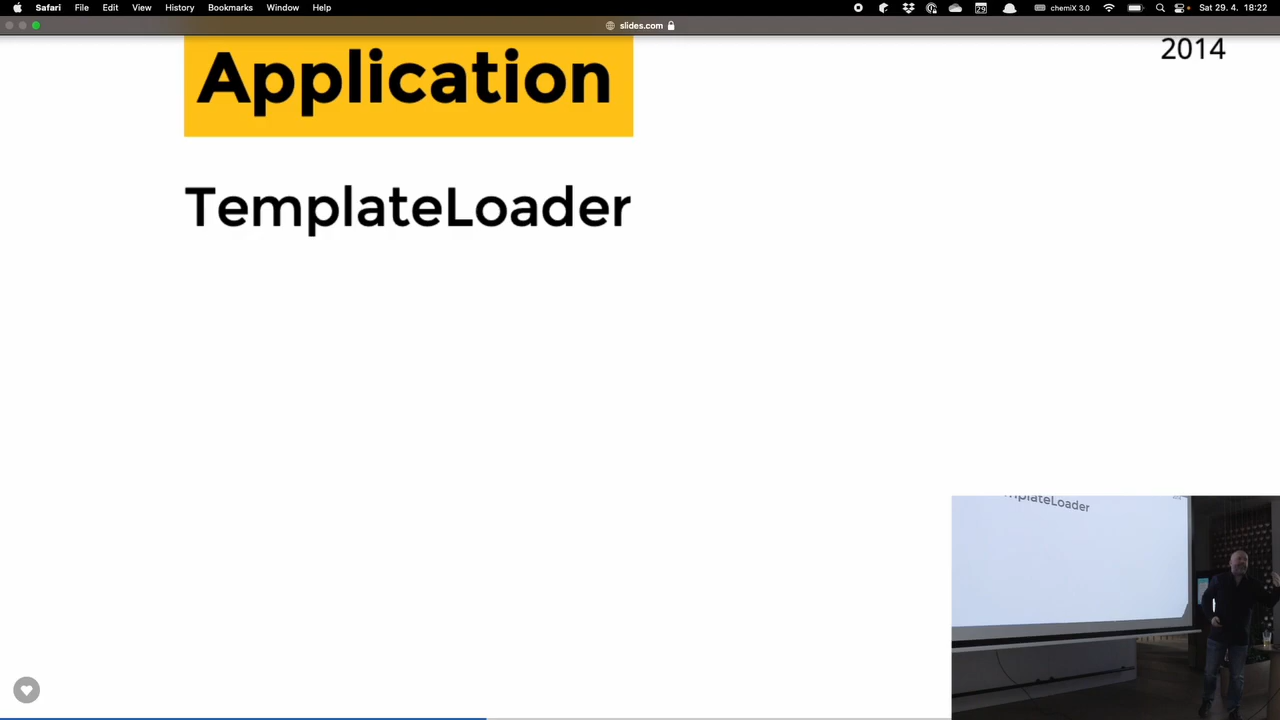 Safari File Edit View History Bookmarks Window Help chemiX 3.0 Sat 29. 4. 18:22
slides.com
2014
Application
TemplateLoader
TemplateLoader